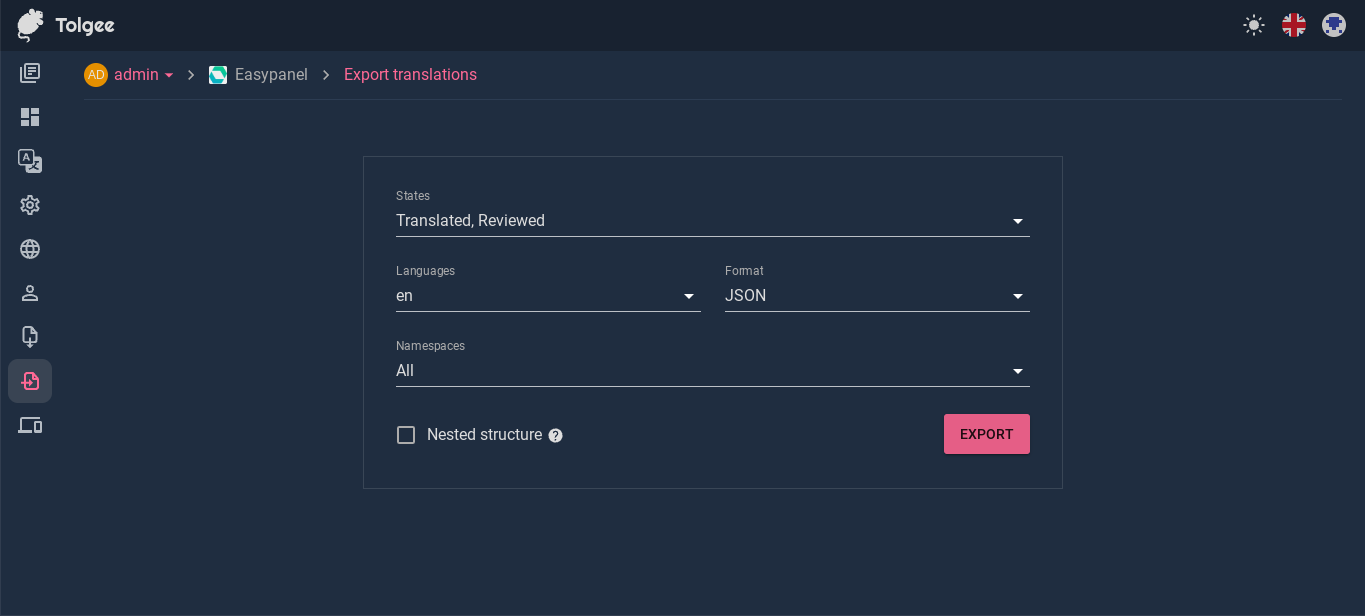 Tolgee
AD admin Easypanel Export translations
States
Translated, Reviewed
Languages
en
Format
JSON
Namespaces
All
Nested structure ?
EXPORT